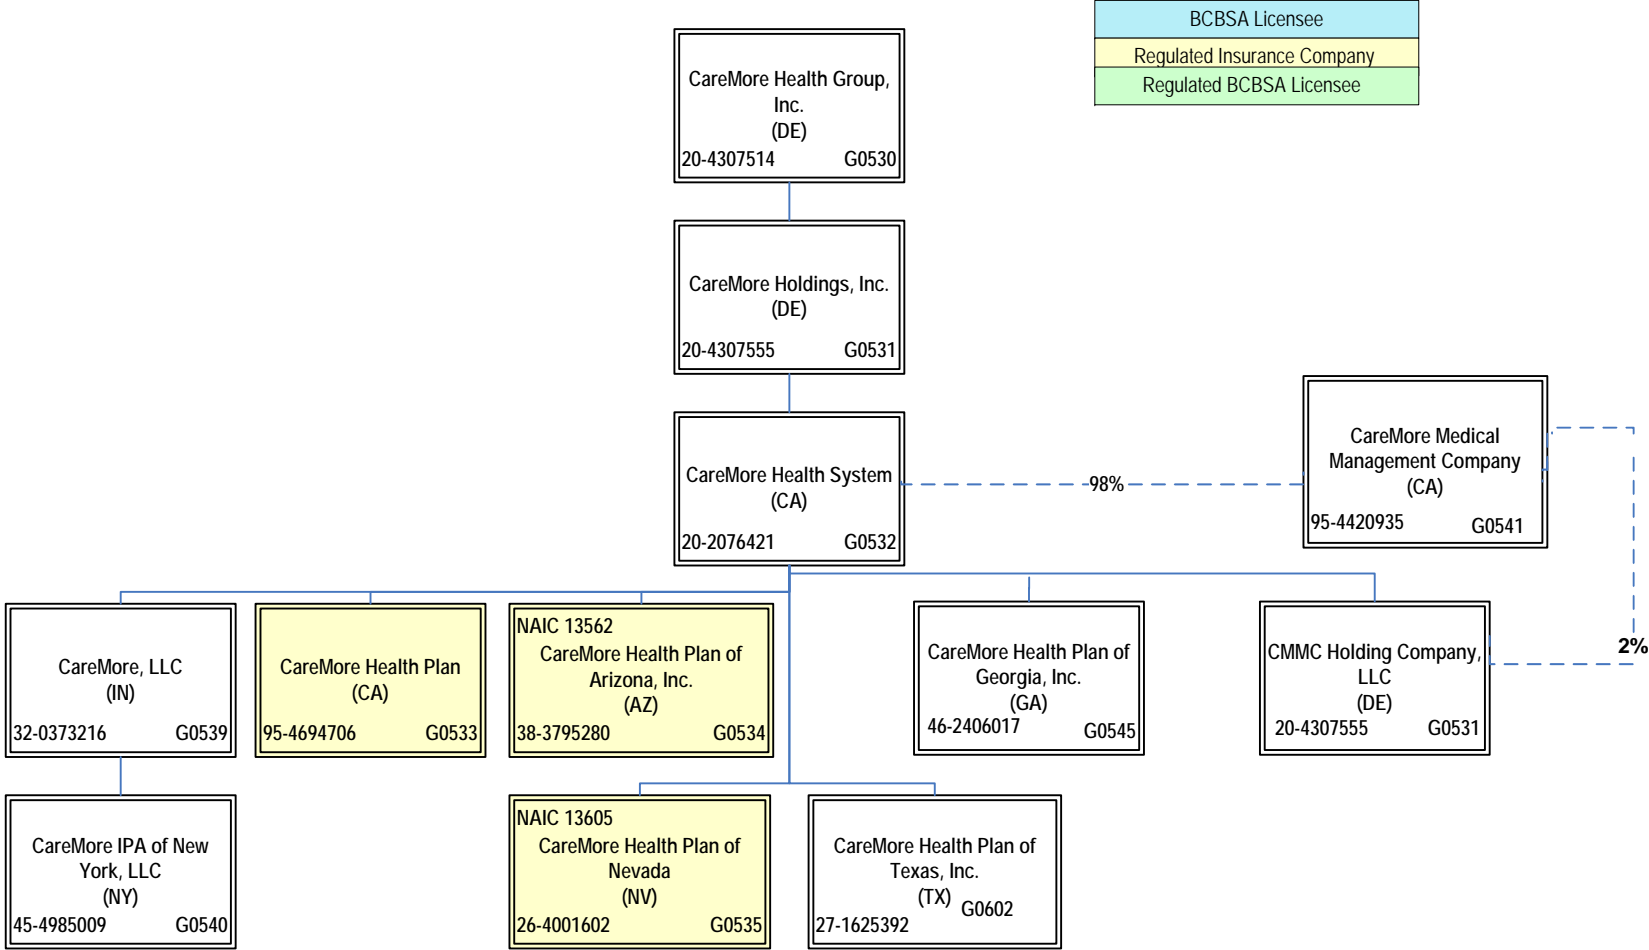 BCBSA Licensee
Regulated Insurance Company
Regulated BCBSA Licensee
CareMore Health Group,
Inc.
(DE)
20-4307514 G0530
CareMore Holdings, Inc.
(DE)
20-4307555 G0531
CareMore Health System
(CA)
20-2076421 G0532
98%
CareMore Medical
Management Company
(CA)
95-4420935 G0541
2%
CareMore, LLC
(IN)
32-0373216 G0539
CareMore Health Plan
(CA)
95-4694706 G0533
NAIC 13562
CareMore Health Plan of
Arizona, Inc.
(AZ)
38-3795280 G0534
CareMore Health Plan of
Georgia, Inc.
(GA)
46-2406017 G0545
CMMC Holding Company,
LLC
(DE)
20-4307555 G0531
CareMore IPA of New
York, LLC
(NY)
45-4985009 G0540
NAIC 13605
CareMore Health Plan of
Nevada
(NV)
26-4001602 G0535
CareMore Health Plan of
Texas, Inc.
(TX) G0602
27-1625392